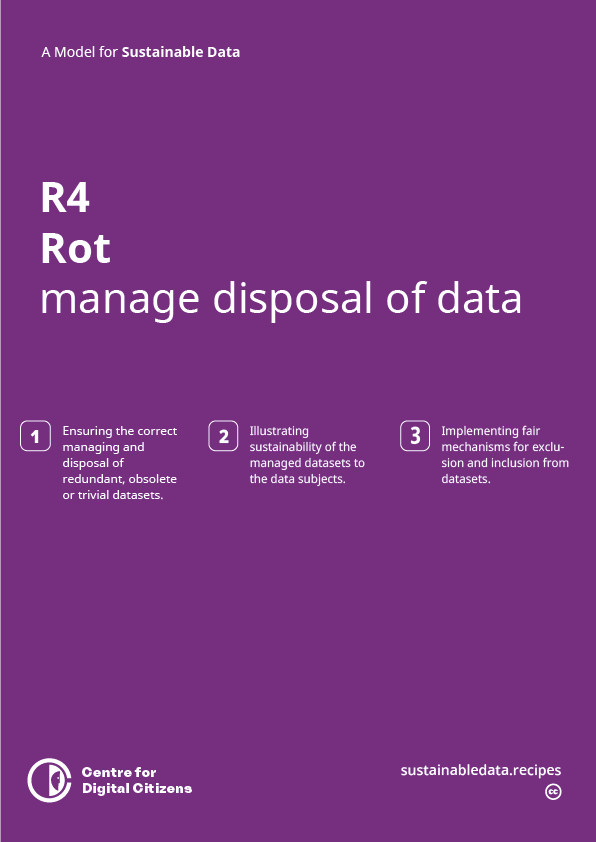 A Model for Sustainable Data
R4
Rot
manage disposal of data
1
Ensuring the correct
managing and
disposal of
redundant, obsolete
or trivial datasets.
2
Illustrating
sustainability of the
managed datasets to
the data subjects.
3
Implementing fair
mechanisms for exclu-
sion and inclusion from
datasets.
Centre for
Digital Citizens
sustainabledata.recipes
cc